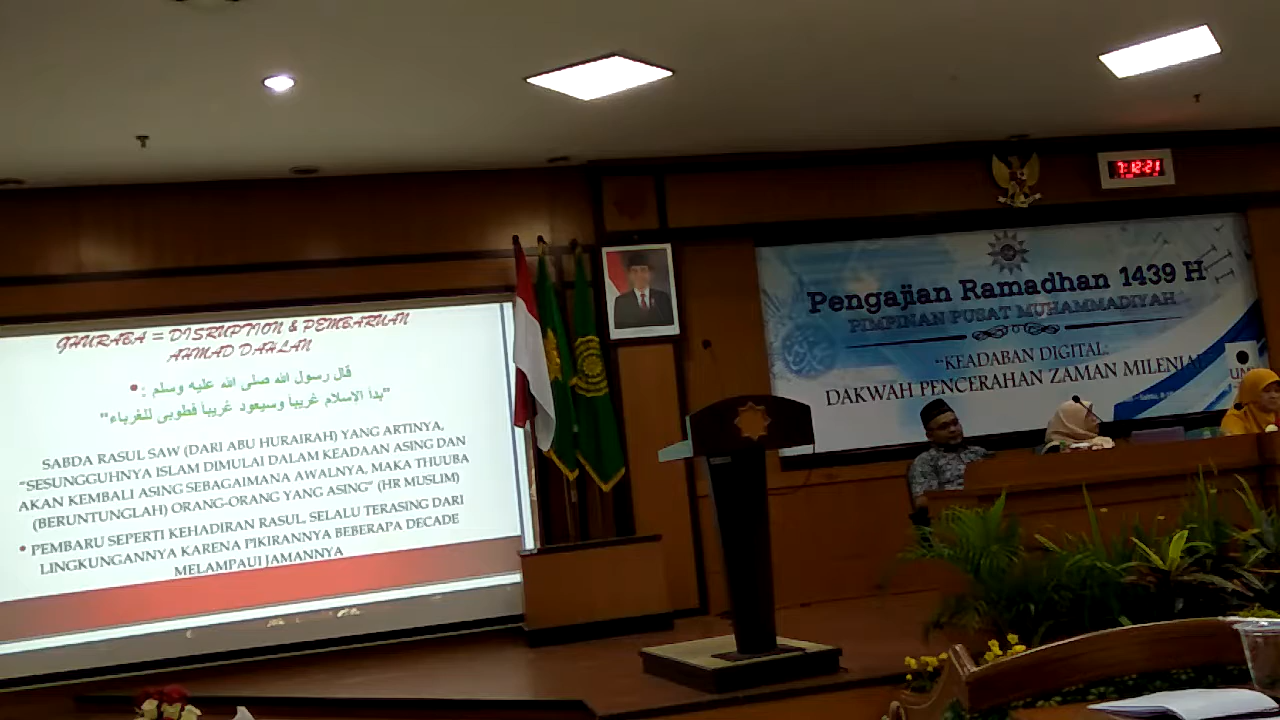 GHURABA = DISRUPTION & PEMBARUAN
AHMAD DAHLAN
• قال رسول الله صلى الله عليه وسلم :
"بدأ الاسلام غريباً وسيعود غريباً فطوبى للغرباء"
SABDA RASUL SAW (DARI ABU HURAIRAH) YANG ARTINYA,
"SESUNGGUHNYA ISLAM DIMULAI DALAM KEADAAN ASING DAN
AKAN KEMBALI ASING SEBAGAIMANA AWALNYA, MAKA THUUBA
(BERUNTUNGLAH) ORANG-ORANG YANG ASING" (HR MUSLIM)
• PEMBARU SEPERTI KEHADIRAN RASUL, SELALU TERASING DARI
LINGKUNGANNYA KARENA PIKIRANNYA BEBERAPA DECADE
MELAMPAUI JAMANNYA
7:12:21
Pengajian Ramadhan 1439 H
PIMPINAN PUSAT MUHAMMADIYAH
"KEADABAN DIGITAL:
DAKWAH PENCERAHAN ZAMAN MILENIA
UM